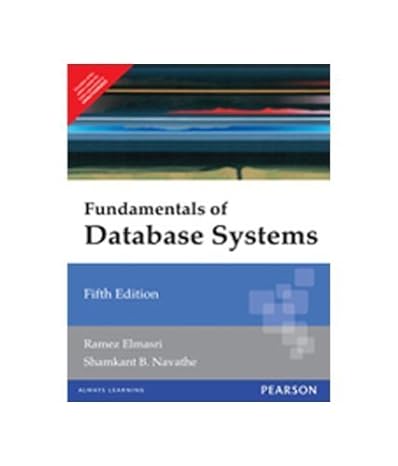 Fundamentals of
Database Systems
Fifth Edition
Ramez Elmasri
Shamkant B. Navathe
ALWAYS LEARNING
PEARSON